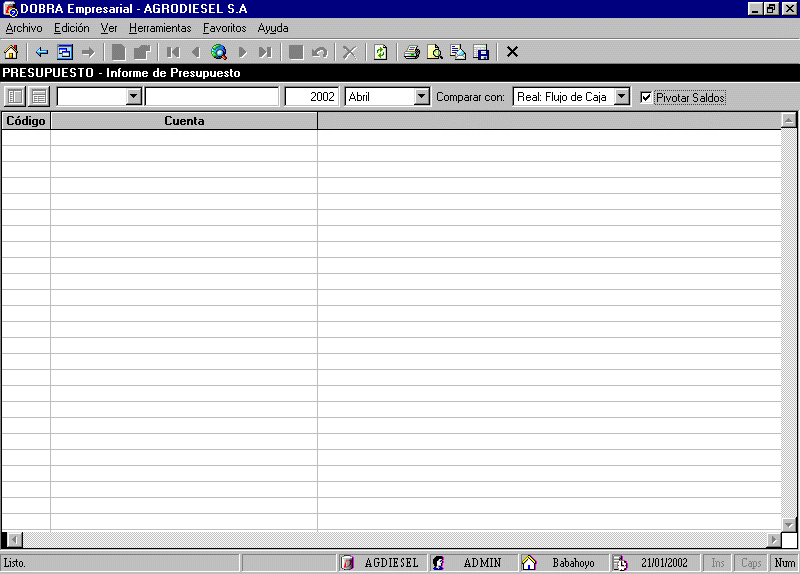 DOBRA Empresarial - AGRODIESEL S.A
Archivo Edición Ver Herramientas Favoritos Ayuda
PRESUPUESTO - Informe de Presupuesto
2002 Abril Comparar con: Real: Flujo de Caja Pivotar Saldos
Código Cuenta
Listo. AGDIESEL ADMIN Babahoyo 21/01/2002 Ins Caps Num